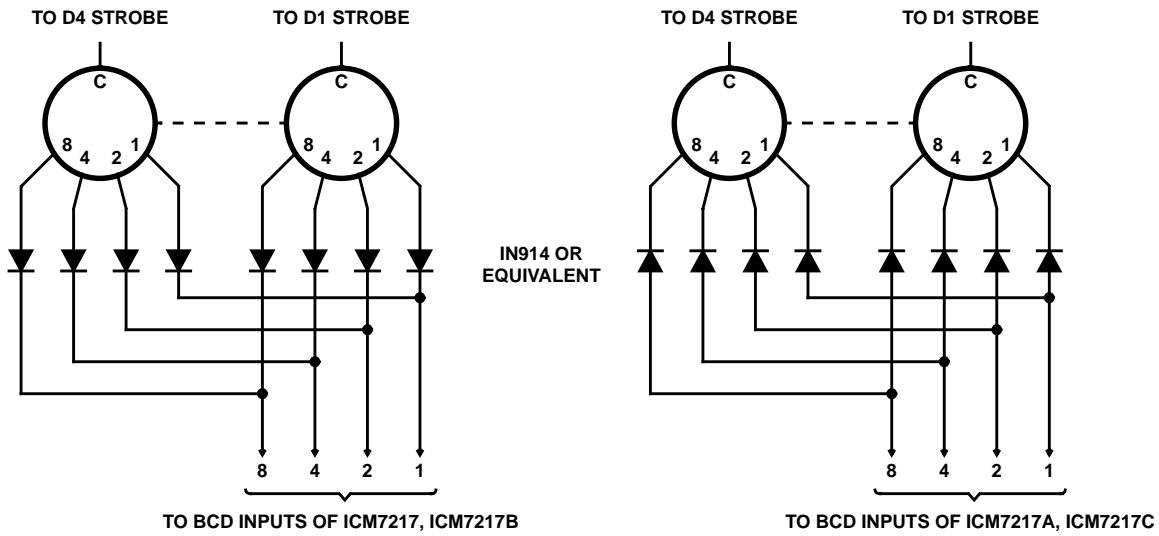 TO D4 STROBE
TO D1 STROBE
C
8 4 2 1
C
8 4 2 1
8 4 2 1
TO BCD INPUTS OF ICM7217, ICM7217B
IN914 OR
EQUIVALENT
TO D4 STROBE
TO D1 STROBE
C
8 4 2 1
C
8 4 2 1
8 4 2 1
TO BCD INPUTS OF ICM7217A, ICM7217C